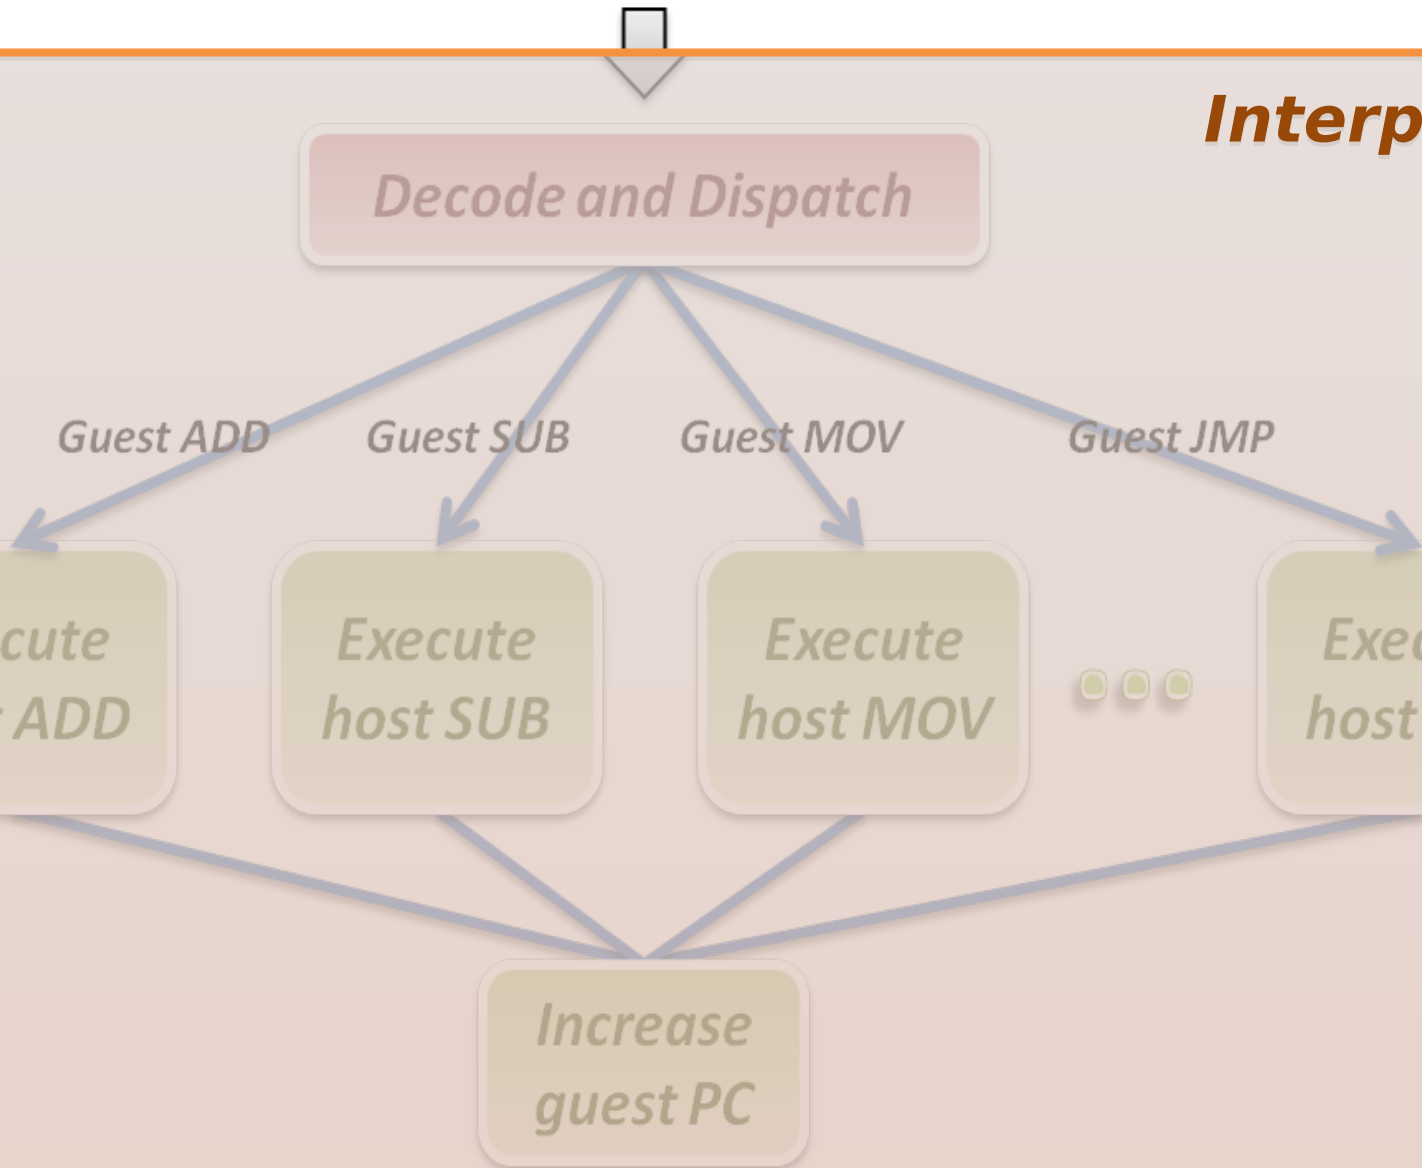 Interp
Decode and Dispatch
Guest ADD
Guest SUB
Guest MOV
Guest JMP
cute
ADD
Execute
host SUB
Execute
host MOV
Exec
host
Increase
guest PC